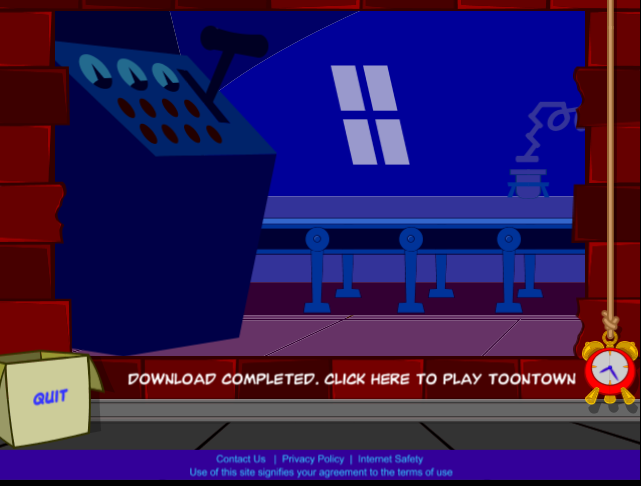 QUIT
DOWNLOAD COMPLETED. CLICK HERE TO PLAY TOONTOWN
Contact Us | Privacy Policy | Internet Safety
Use of this site signifies your agreement to the terms of use